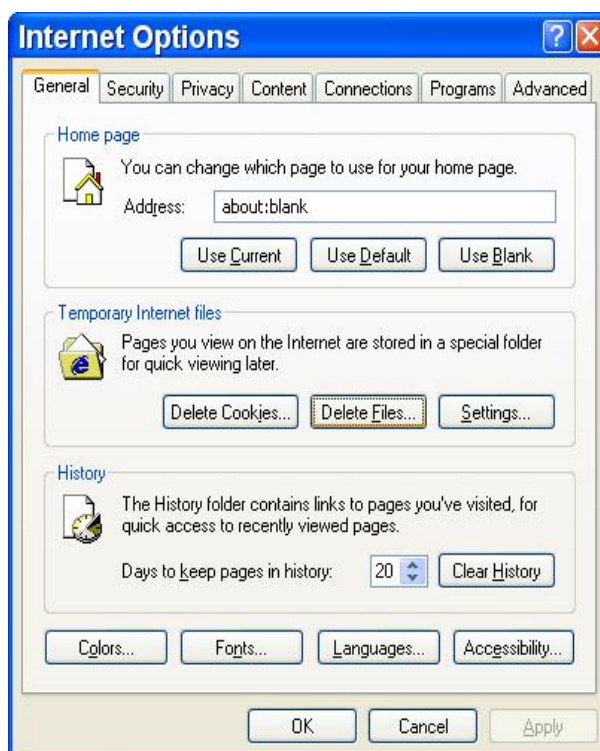 Internet Options
General Security Privacy Content Connections Programs Advanced
Home page
You can change which page to use for your home page.
Address: about:blank
Use Current Use Default Use Blank
Temporary Internet files
Pages you view on the Internet are stored in a special folder
for quick viewing later.
Delete Cookies... Delete Files... Settings...
History
The History folder contains links to pages you've visited, for
quick access to recently viewed pages.
Days to keep pages in history: 20 Clear History
Colors... Fonts... Languages... Accessibility...
OK Cancel Apply